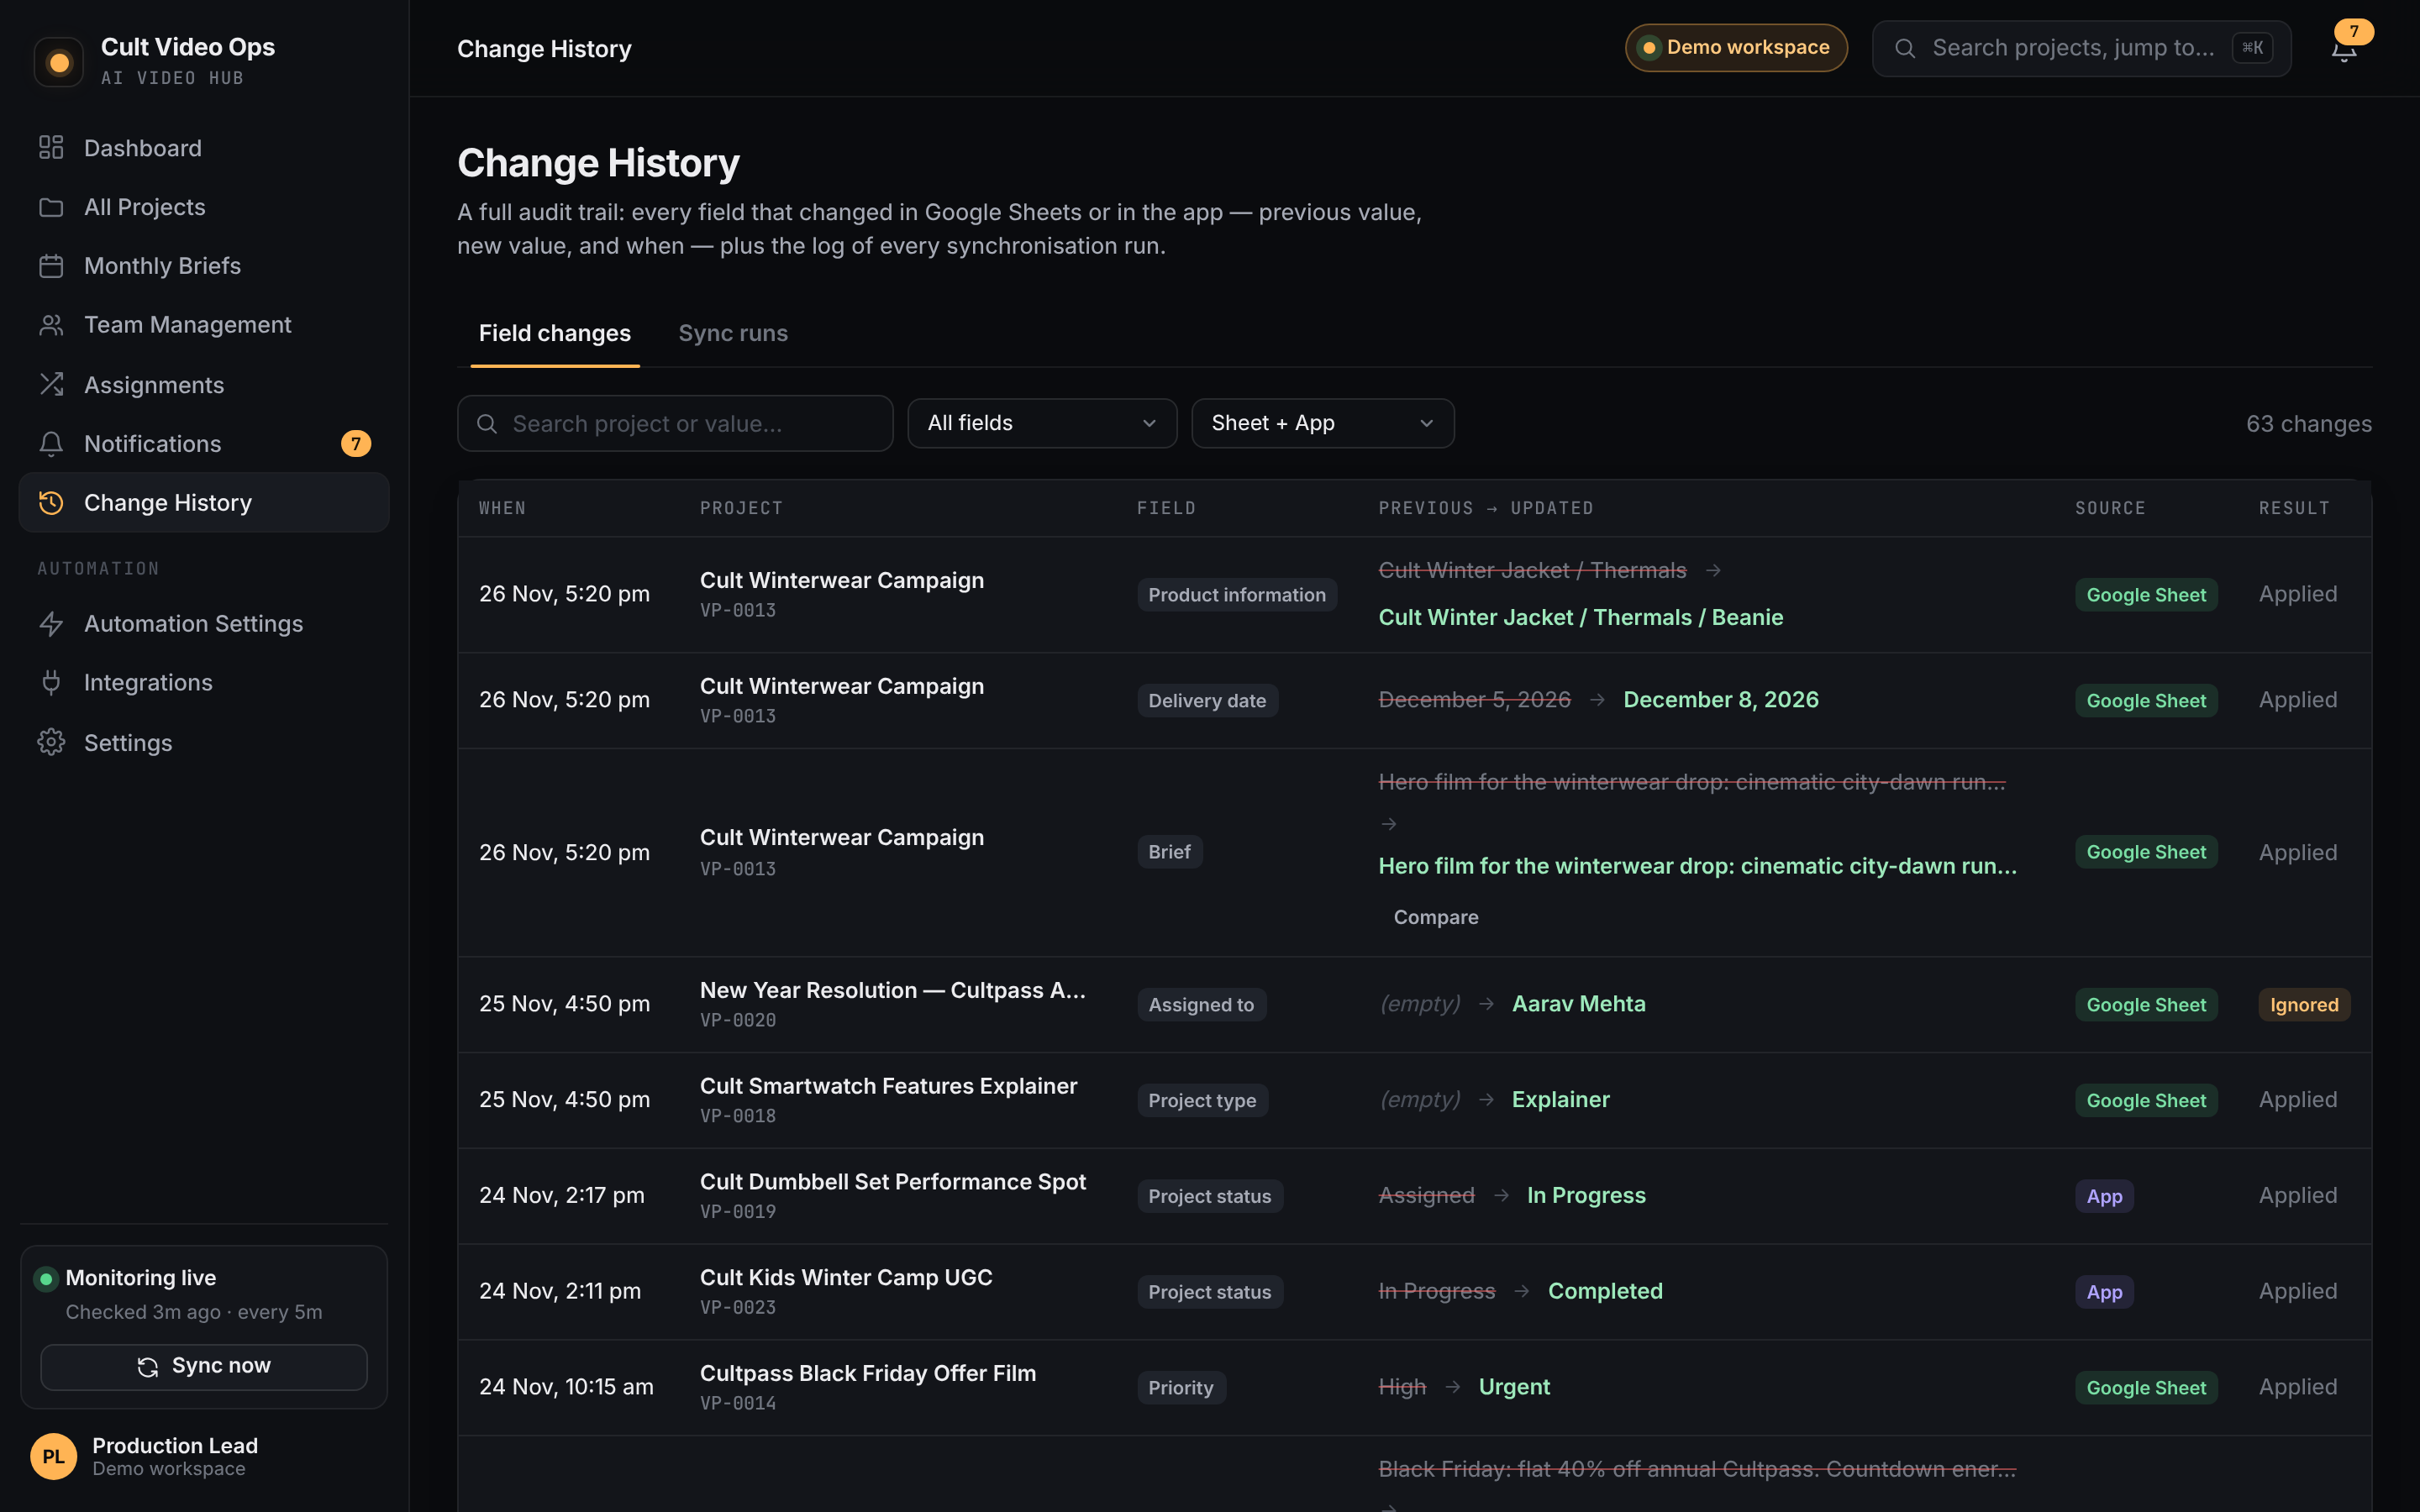 Cult Video Ops
AI VIDEO HUB
Dashboard
All Projects
Monthly Briefs
Team Management
Assignments
Notifications 7
Change History
AUTOMATION
Automation Settings
Integrations
Settings
Monitoring live
Checked 3m ago · every 5m
Sync now
PL
Production Lead
Demo workspace
Change History
Demo workspace
Search projects, jump to... ⌘K
7
Change History
A full audit trail: every field that changed in Google Sheets or in the app — previous value,
new value, and when — plus the log of every synchronisation run.
Field changes Sync runs
Search project or value... All fields Sheet + App 63 changes
WHEN PROJECT FIELD PREVIOUS → UPDATED SOURCE RESULT
26 Nov, 5:20 pm Cult Winterwear Campaign VP-0013 Product information Cult Winter Jacket / Thermals →
Cult Winter Jacket / Thermals / Beanie Google Sheet Applied
26 Nov, 5:20 pm Cult Winterwear Campaign VP-0013 Delivery date December 5, 2026 → December 8, 2026 Google Sheet Applied
26 Nov, 5:20 pm Cult Winterwear Campaign VP-0013 Brief Hero film for the winterwear drop: cinematic city-dawn run...
→
Hero film for the winterwear drop: cinematic city-dawn run...
Compare Google Sheet Applied
25 Nov, 4:50 pm New Year Resolution — Cultpass A... VP-0020 Assigned to (empty) → Aarav Mehta Google Sheet Ignored
25 Nov, 4:50 pm Cult Smartwatch Features Explainer VP-0018 Project type (empty) → Explainer Google Sheet Applied
24 Nov, 2:17 pm Cult Dumbbell Set Performance Spot VP-0019 Project status Assigned → In Progress App Applied
24 Nov, 2:11 pm Cult Kids Winter Camp UGC VP-0023 Project status In Progress → Completed App Applied
24 Nov, 10:15 am Cultpass Black Friday Offer Film VP-0014 Priority High → Urgent Google Sheet Applied
Black Friday: flat 40% off annual Cultpass. Countdown ener...
→